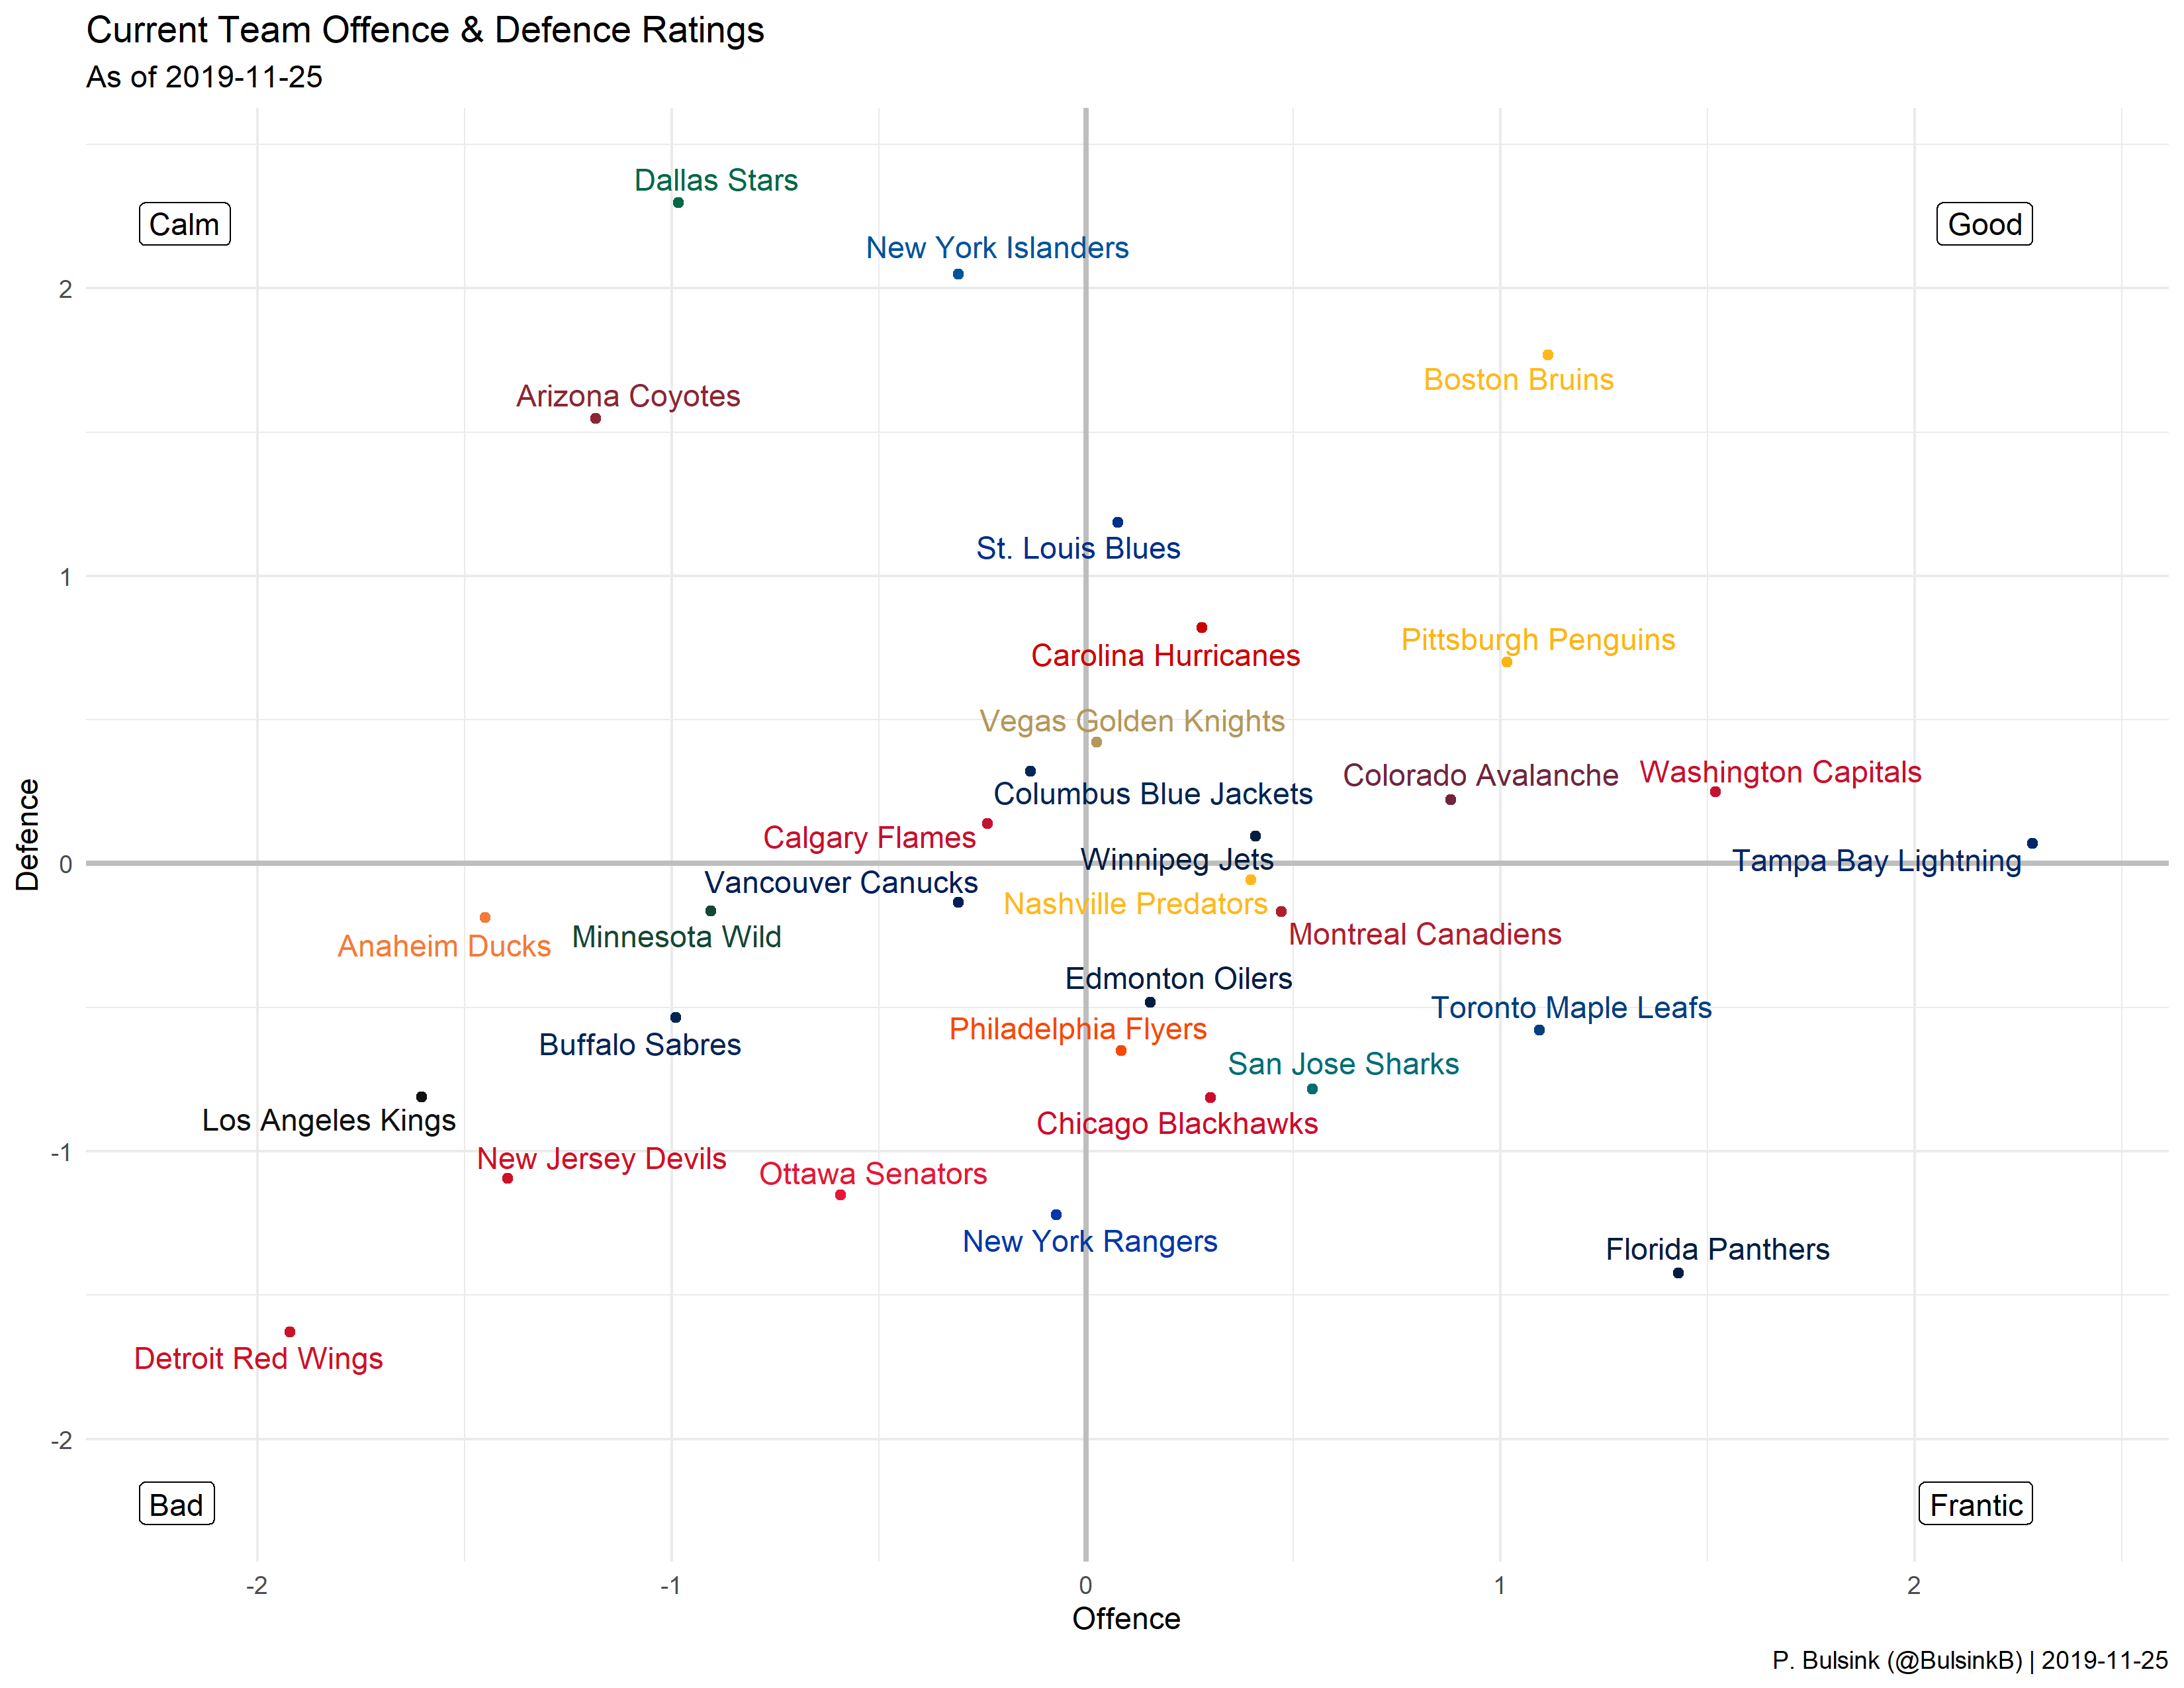 Current Team Offence & Defence Ratings
As of 2019-11-25
Dallas Stars
Calm
Good
New York Islanders
2
Boston Bruins
Arizona Coyotes
St. Louis Blues
1
Pittsburgh Penguins
Carolina Hurricanes
Vegas Golden Knights
Washington Capitals
Colorado Avalanche
Columbus Blue Jackets
Calgary Flames
Defence
0
Winnipeg Jets
Tampa Bay Lightning
Vancouver Canucks
Nashville Predators
Montreal Canadiens
Minnesota Wild
Anaheim Ducks
Edmonton Oilers
Toronto Maple Leafs
Philadelphia Flyers
Buffalo Sabres
San Jose Sharks
Los Angeles Kings
Chicago Blackhawks
-1
New Jersey Devils
Ottawa Senators
New York Rangers
Florida Panthers
Detroit Red Wings
-2
Bad
Frantic
-2
-1
0
1
2
Offence
P. Bulsink (@BulsinkB) | 2019-11-25